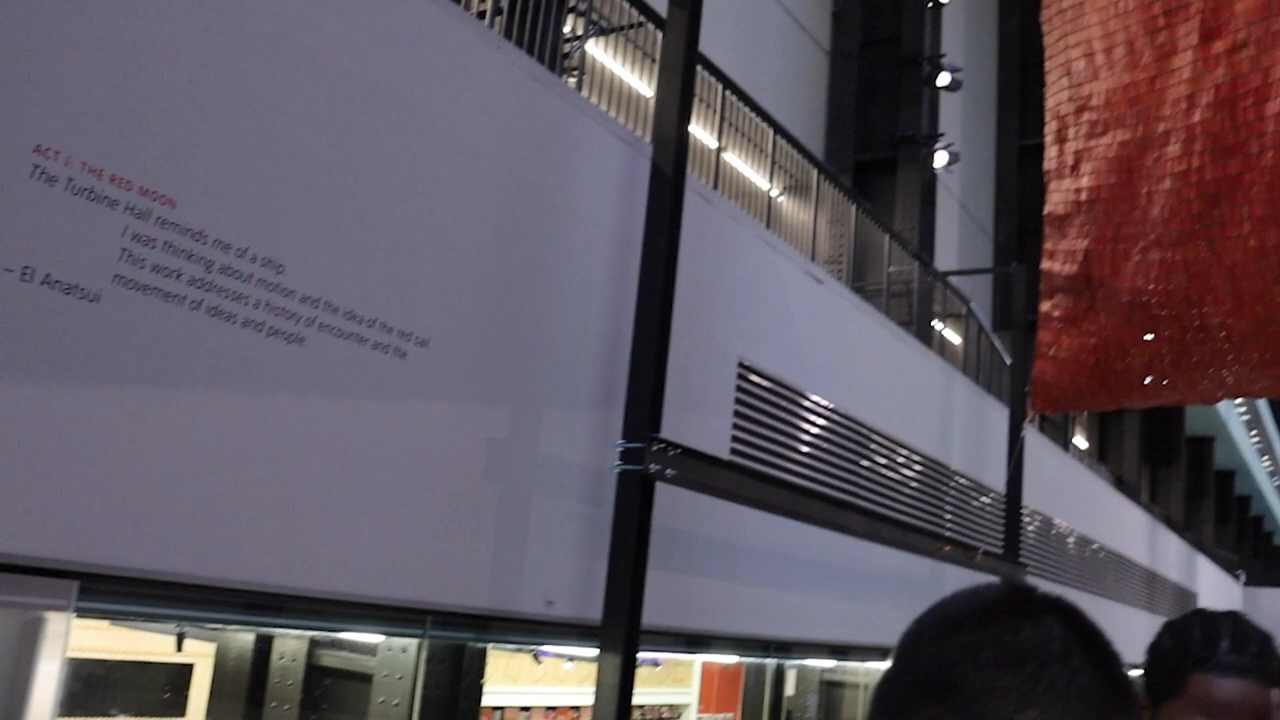 ACT I: THE RED MOON
The Turbine Hall reminds me of a ship.
I was thinking about motion and the idea of the red sail.
This work addresses a history of encounter and the
movement of ideas and people.
– El Anatsui